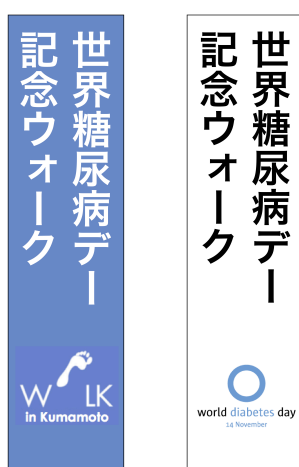 世界糖尿病デー
記念ウォーク
W LK
in Kumamoto
世界糖尿病デー
記念ウォーク
world diabetes day
14 November